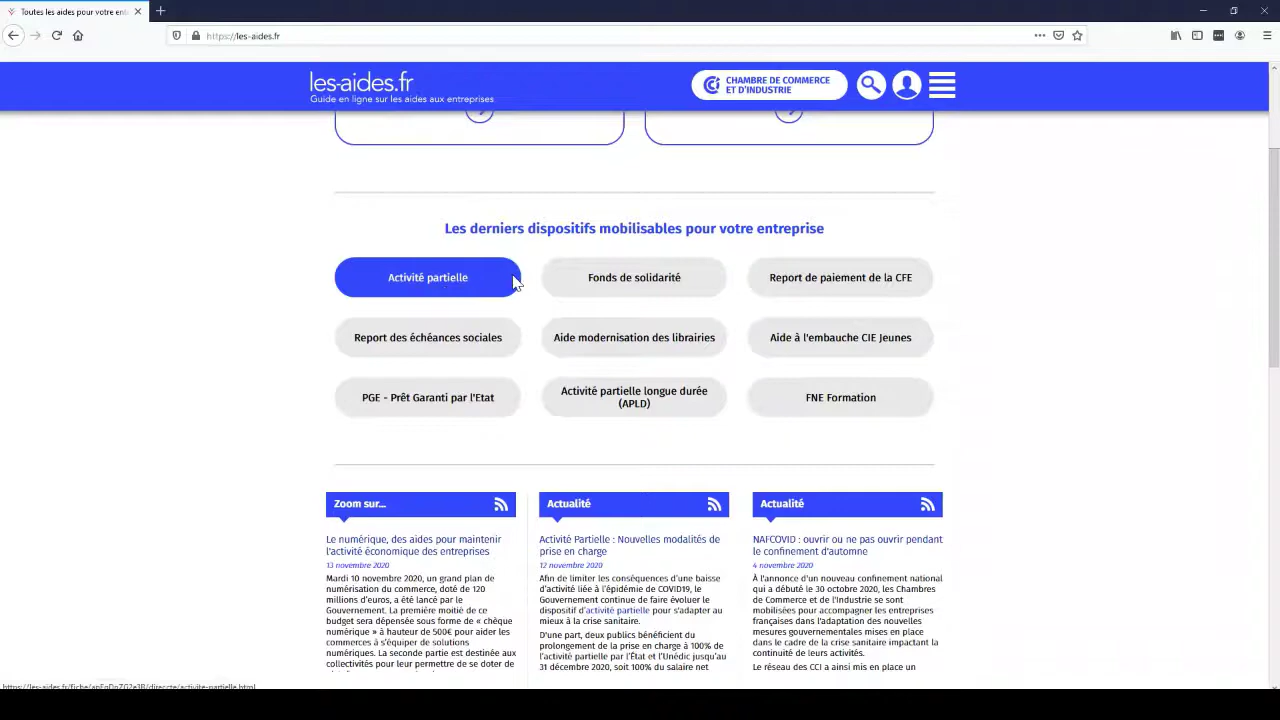 Toutes les aides pour votre ent
https://les-aides.fr
les-aides.fr
Guide en ligne sur les aides aux entreprises
CHAMBRE DE COMMERCE
ET D'INDUSTRIE
Les derniers dispositifs mobilisables pour votre entreprise
Activité partielle
Fonds de solidarité
Report de paiement de la CFE
Report des échéances sociales
Aide modernisation des librairies
Aide à l'embauche CIE Jeunes
PGE - Prêt Garanti par l'Etat
Activité partielle longue durée
(APLD)
FNE Formation
Zoom sur...
Le numérique, des aides pour maintenir
l'activité économique des entreprises
13 novembre 2020
Mardi 10 novembre 2020, un grand plan de
numérisation du commerce, doté de 120
millions d'euros, a été lancé par le
Gouvernement. La première moitié de ce
budget sera dépensée sous forme de « chèque
numérique » à hauteur de 500€ pour aider les
commerces à s'équiper de solutions
numériques. La seconde partie est destinée aux
collectivités pour leur permettre de se doter de
Actualité
Activité Partielle : Nouvelles modalités de
prise en charge
12 novembre 2020
Afin de limiter les conséquences d'une baisse
d'activité liée à l'épidémie de COVID19, le
Gouvernement continue de faire évoluer le
dispositif d'activité partielle pour s'adapter au
mieux à la crise sanitaire.
D'une part, deux publics bénéficient du
prolongement de la prise en charge à 100% de
l'activité partielle par l'État et l'Unédic jusqu'au
31 décembre 2020, soit 100% du salaire net
Actualité
NAFCOVID : ouvrir ou ne pas ouvrir pendant
le confinement d'automne
4 novembre 2020
À l'annonce d'un nouveau confinement national
qui a débuté le 30 octobre 2020, les Chambres
de Commerce et de l'Industrie se sont
mobilisées pour accompagner les entreprises
françaises dans l'adaptation des nouvelles
mesures gouvernementales mises en place
dans le cadre de la crise sanitaire impactant la
continuité de leurs activités.
Le réseau des CCI a ainsi mis en place un